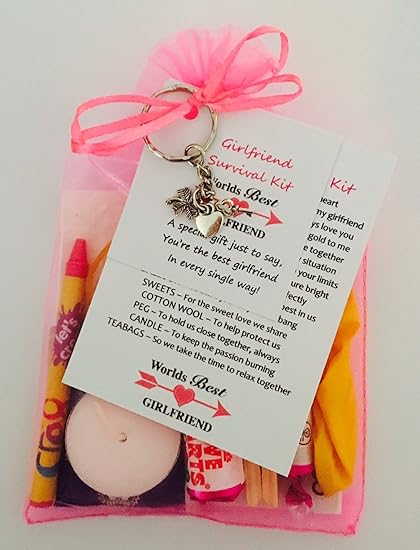 Girlfriend
Survival Kit
Worlds Best
GIRLFRIEND
A special gift just to say,
You're the best girlfriend
In every single way!
Kit
heart
my girlfriend
ays love you
gold to me
e together
situation
your limits
ure bright
fectly
best in us
bang
SWEETS – For the sweet love we share
COTTON WOOL – To help protect us
PEG – To hold us close together, always
CANDLE – To keep the passion burning
TEABAGS – So we take the time to relax together
Worlds Best
GIRLFRIEND
let's
Cra